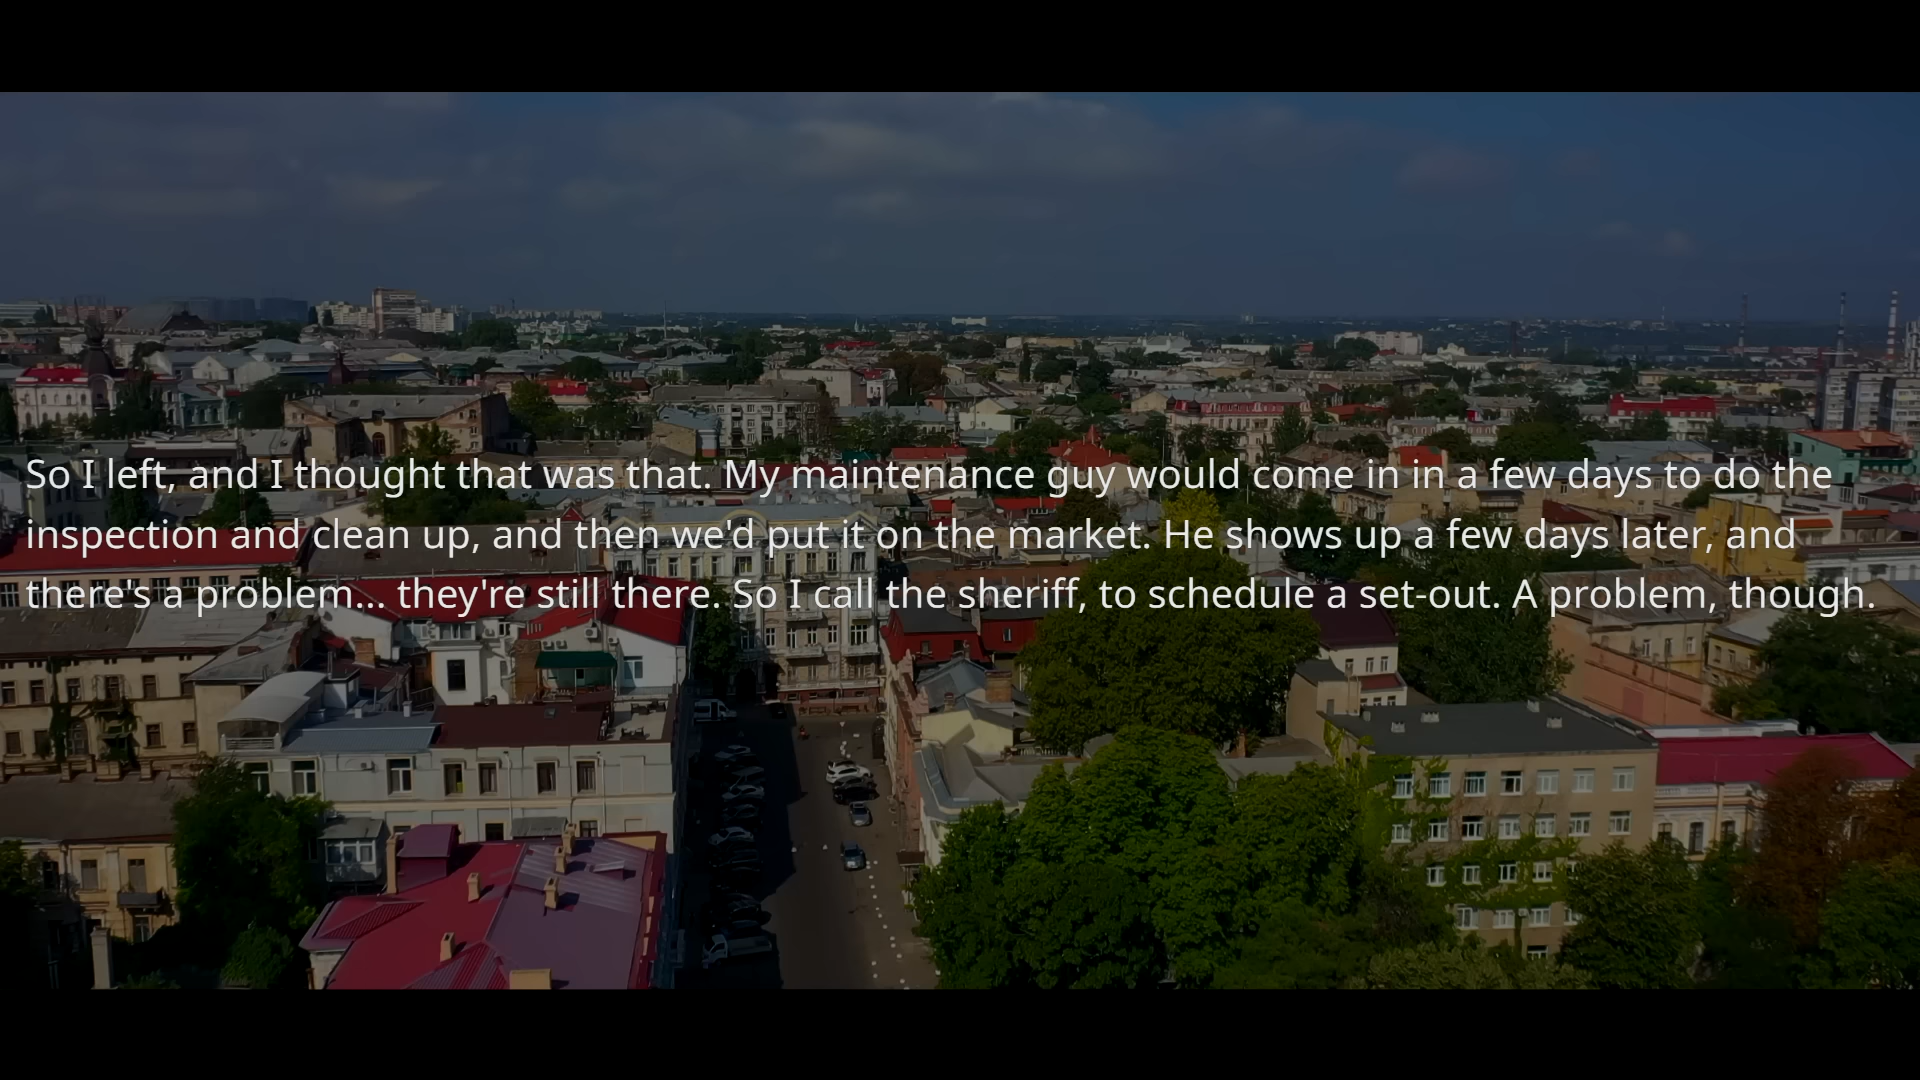 So I left, and I thought that was that. My maintenance guy would come in in a few days to do the
inspection and clean up, and then we'd put it on the market. He shows up a few days later, and
there's a problem... they're still there. So I call the sheriff, to schedule a set-out. A problem, though.